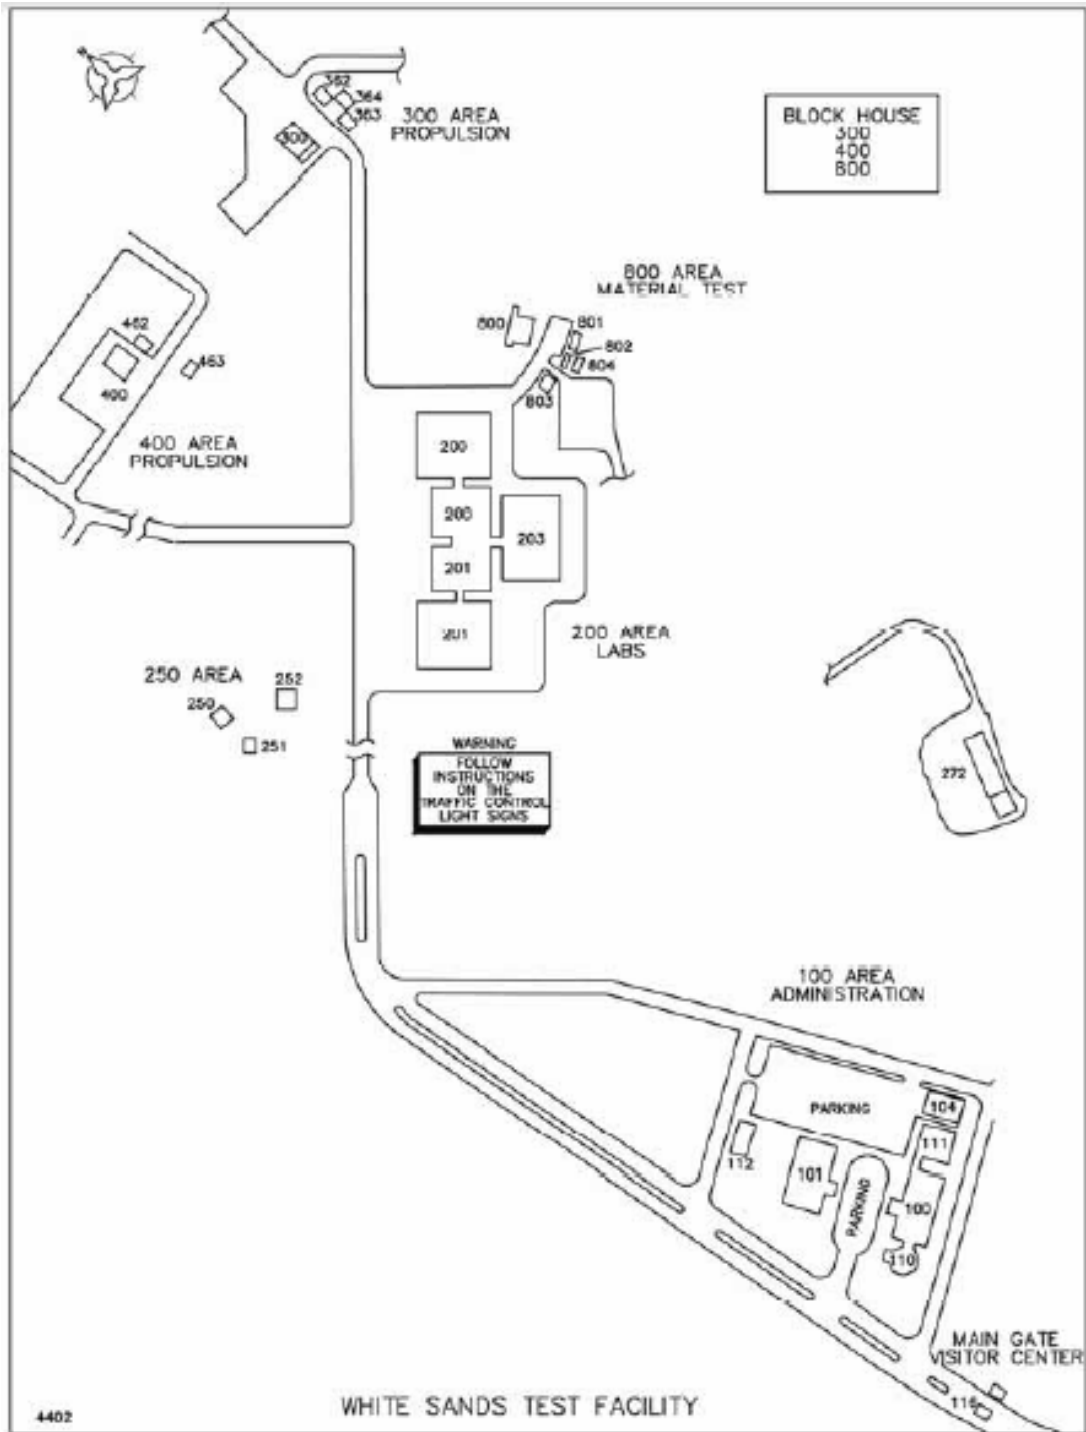 362
364
363
300 AREA
PROPULSION
300
BLOCK HOUSE
300
400
800
800 AREA
MATERIAL TEST
800
801
802
804
803
462
463
400
400 AREA
PROPULSION
200
200
203
201
201
200 AREA
LABS
250 AREA
252
250
251
WARNING
FOLLOW
INSTRUCTIONS
ON THE
TRAFFIC CONTROL
LIGHT SIGNS
272
100 AREA
ADMINISTRATION
PARKING
104
111
112
101
PARKING
100
110
MAIN GATE
VISITOR CENTER
116
WHITE SANDS TEST FACILITY
4402